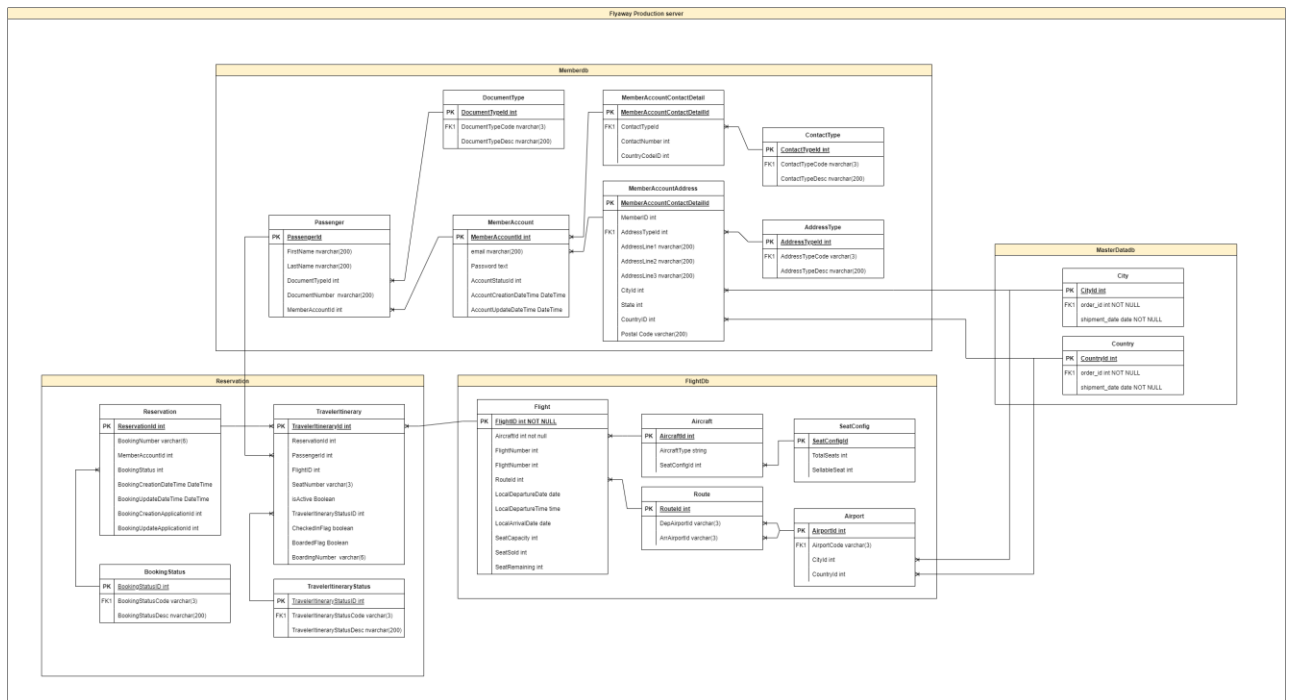 Flyaway Production server
Memberdb
DocumentType
PK DocumentTypeId int
FK1 DocumentTypeCode nvarchar(3)
DocumentTypeDesc nvarchar(200)
MemberAccountContactDetail
PK MemberAccountContactDetailId
FK1 ContactTypeId
ContactNumber int
CountryCodeID int
ContactType
PK ContactTypeId int
FK1 ContactTypeCode nvarchar(3)
ContactTypeDesc nvarchar(200)
Passenger
PK PassengerId
FirstName nvarchar(200)
LastName nvarchar(200)
DocumentTypeId int
DocumentNumber nvarchar(200)
MemberAccountId int
MemberAccount
PK MemberAccountId int
email nvarchar(200)
Password text
AccountStatusId int
AccountCreationDateTime DateTime
AccountUpdateDateTime DateTime
MemberAccountAddress
PK MemberAccountContactDetailId
MemberID int
FK1 AddressTypeId int
AddressLine1 nvarchar(200)
AddressLine2 nvarchar(200)
AddressLine3 nvarchar(200)
CityId int
State int
CountryID int
Postal Code varchar(200)
AddressType
PK AddressTypeId int
FK1 AddressTypeCode varchar(3)
AddressTypeDesc nvarchar(200)
MasterDatadb
City
PK CityId int
FK1 order_id int NOT NULL
shipment_date date NOT NULL
Country
PK CountryId int
FK1 order_id int NOT NULL
shipment_date date NOT NULL
Reservation
Reservation
PK ReservationId int
BookingNumber varchar(6)
MemberAccountId int
BookingStatus int
BookingCreationDateTime DateTime
BookingUpdateDateTime DateTime
BookingCreationApplicationId int
BookingUpdateApplicationId int
TravelerItinerary
PK TravelerItineraryId int
ReservationId int
PassengerId int
FlightID int
SeatNumber varchar(3)
IsActive Boolean
TravelerItineraryStatusID int
CheckedInFlag boolean
BoardedFlag Boolean
BoardingNumber varchar(6)
BookingStatus
PK BookingStatusID int
FK1 BookingStatusCode varchar(3)
BookingStatusDesc nvarchar(200)
TravelerItineraryStatus
PK TravelerItineraryStatusID int
FK1 TravelerItineraryStatusCode varchar(3)
TravelerItineraryStatusDesc nvarchar(200)
FlightDb
Flight
PK FlightID int NOT NULL
AircraftId int not null
FlightNumber int
FlightNumber int
RouteId int
LocalDepartureDate date
LocalDepartureTime time
LocalArrivalDate date
SeatCapacity int
SeatSold int
SeatRemaining int
Aircraft
PK AircraftId int
AircraftType string
SeatConfigId int
SeatConfig
PK SeatConfigId
TotalSeats int
SellableSeat int
Route
PK RouteId int
DepAirportId varchar(3)
ArrAirportId varchar(3)
Airport
PK AirportId int
FK1 AirportCode varchar(3)
CityId int
CountryId int